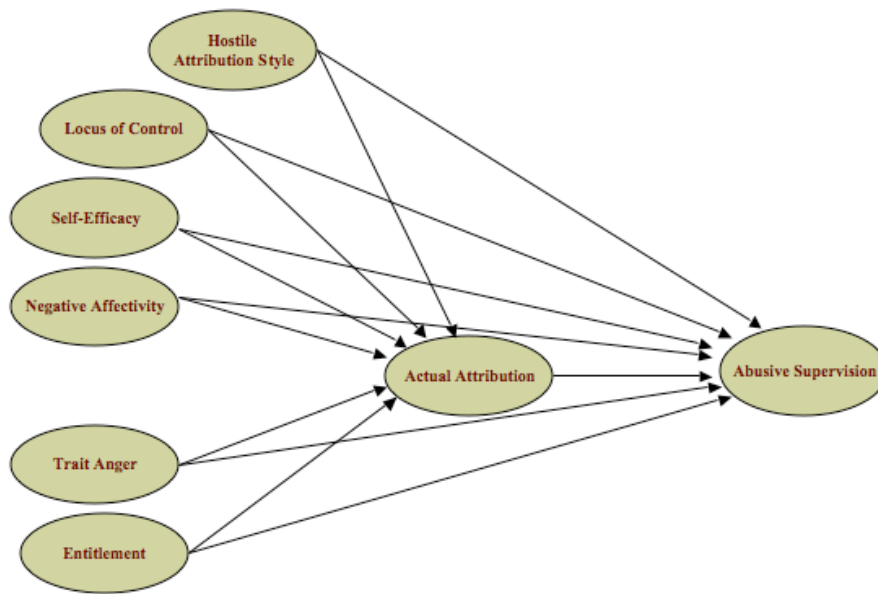 Hostile
Attribution Style
Locus of Control
Self-Efficacy
Negative Affectivity
Actual Attribution
Abusive Supervision
Trait Anger
Entitlement